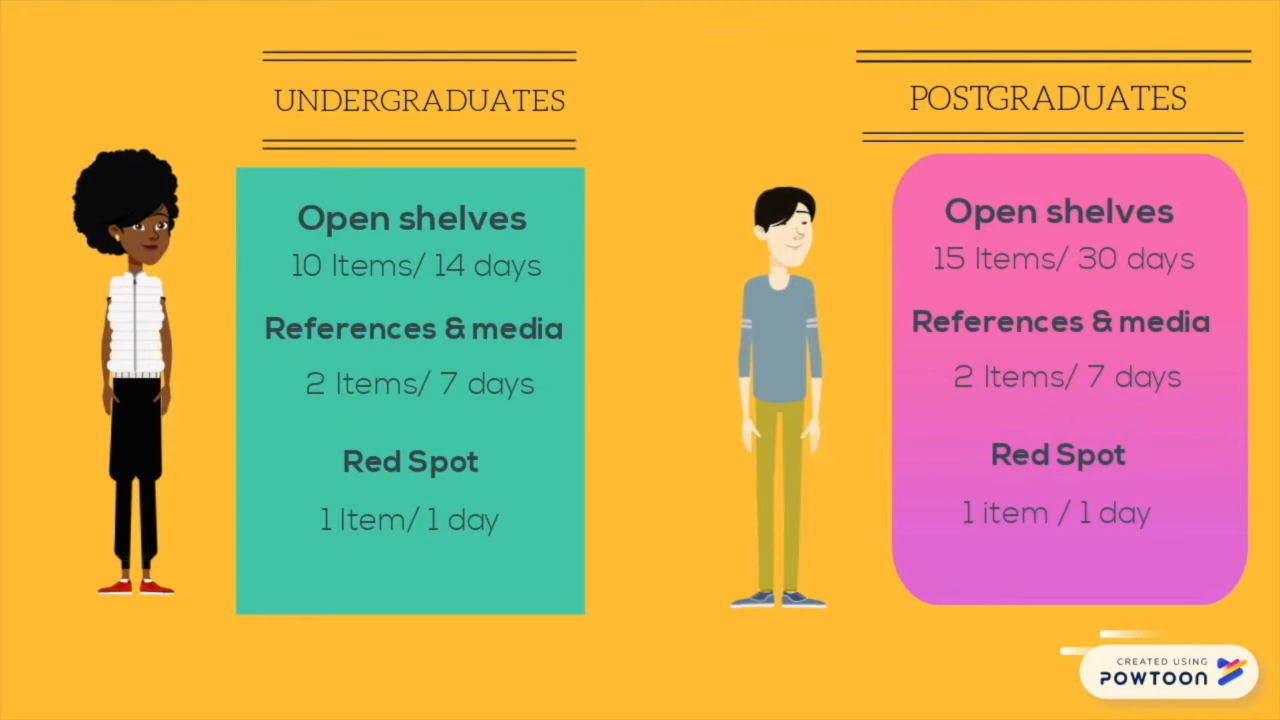 UNDERGRADUATES
Open shelves
10 Items/ 14 days
References & media
2 Items/ 7 days
Red Spot
1 Item/ 1 day
POSTGRADUATES
Open shelves
15 Items/ 30 days
References & media
2 Items/ 7 days
Red Spot
1 item / 1 day
CREATED USING
POWTOON